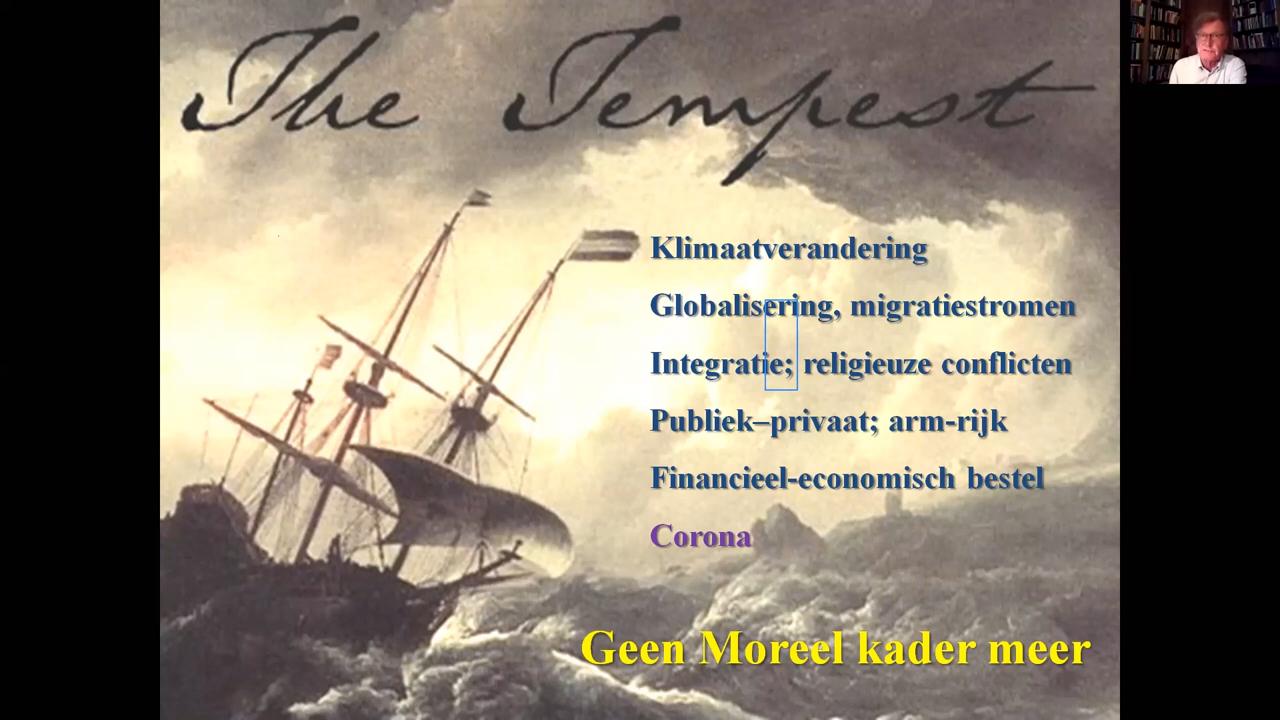 The Tempest
Klimaatverandering
Globalisering, migratiestromen
Integratie; religieuze conflicten
Publiek–privaat; arm-rijk
Financieel-economisch bestel
Corona
Geen Moreel kader meer